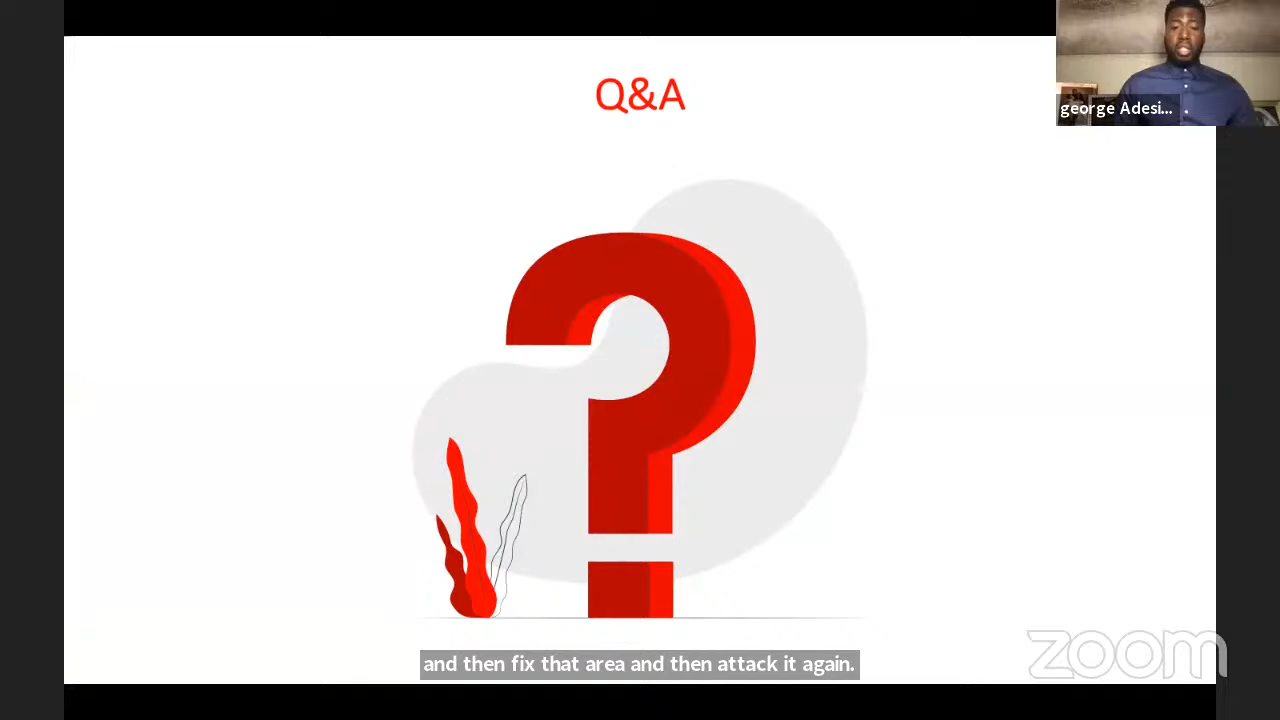 Q&A
george Adesi...
and then fix that area and then attack it again.
zoom